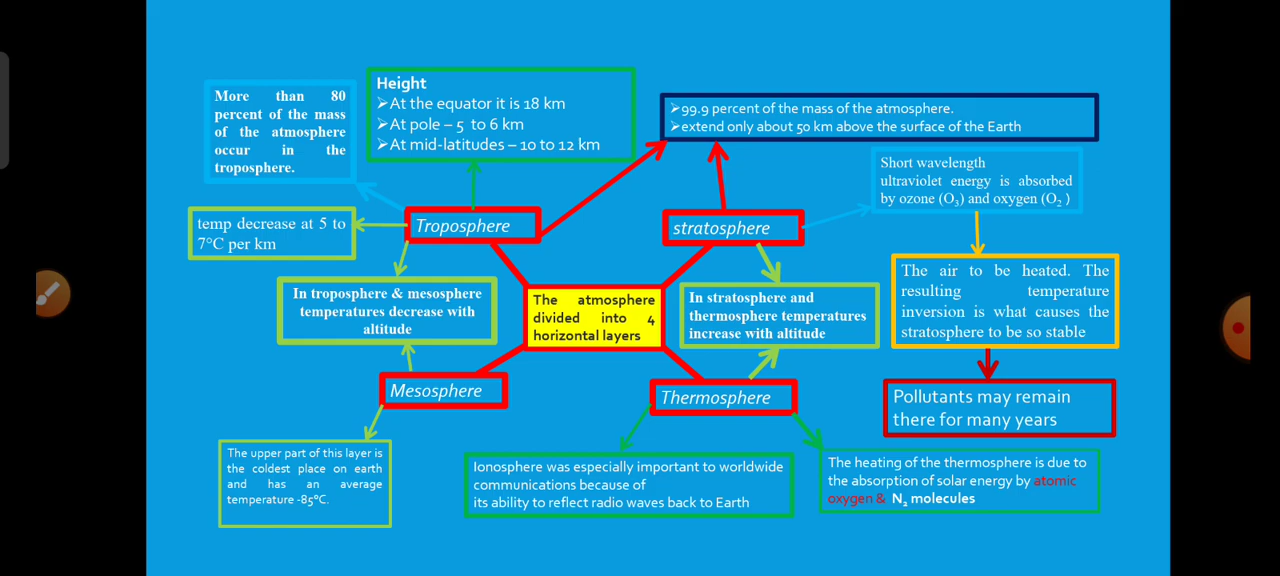 More than 80
percent of the mass
of the atmosphere
occur in the
troposphere.
Height
➢At the equator it is 18 km
➢At pole – 5 to 6 km
➢At mid-latitudes – 10 to 12 km
➢99.9 percent of the mass of the atmosphere.
➢extend only about 50 km above the surface of the Earth
Short wavelength
ultraviolet energy is absorbed
by ozone (O₃) and oxygen (O₂ )
temp decrease at 5 to
7°C per km
Troposphere
stratosphere
In troposphere & mesosphere
temperatures decrease with
altitude
The atmosphere
divided into 4
horizontal layers
In stratosphere and
thermosphere temperatures
increase with altitude
The air to be heated. The
resulting temperature
inversion is what causes the
stratosphere to be so stable
Mesosphere
Thermosphere
Pollutants may remain
there for many years
The upper part of this layer is
the coldest place on earth
and has an average
temperature -85°C.
Ionosphere was especially important to worldwide
communications because of
its ability to reflect radio waves back to Earth
The heating of the thermosphere is due to
the absorption of solar energy by atomic
oxygen & N₂ molecules